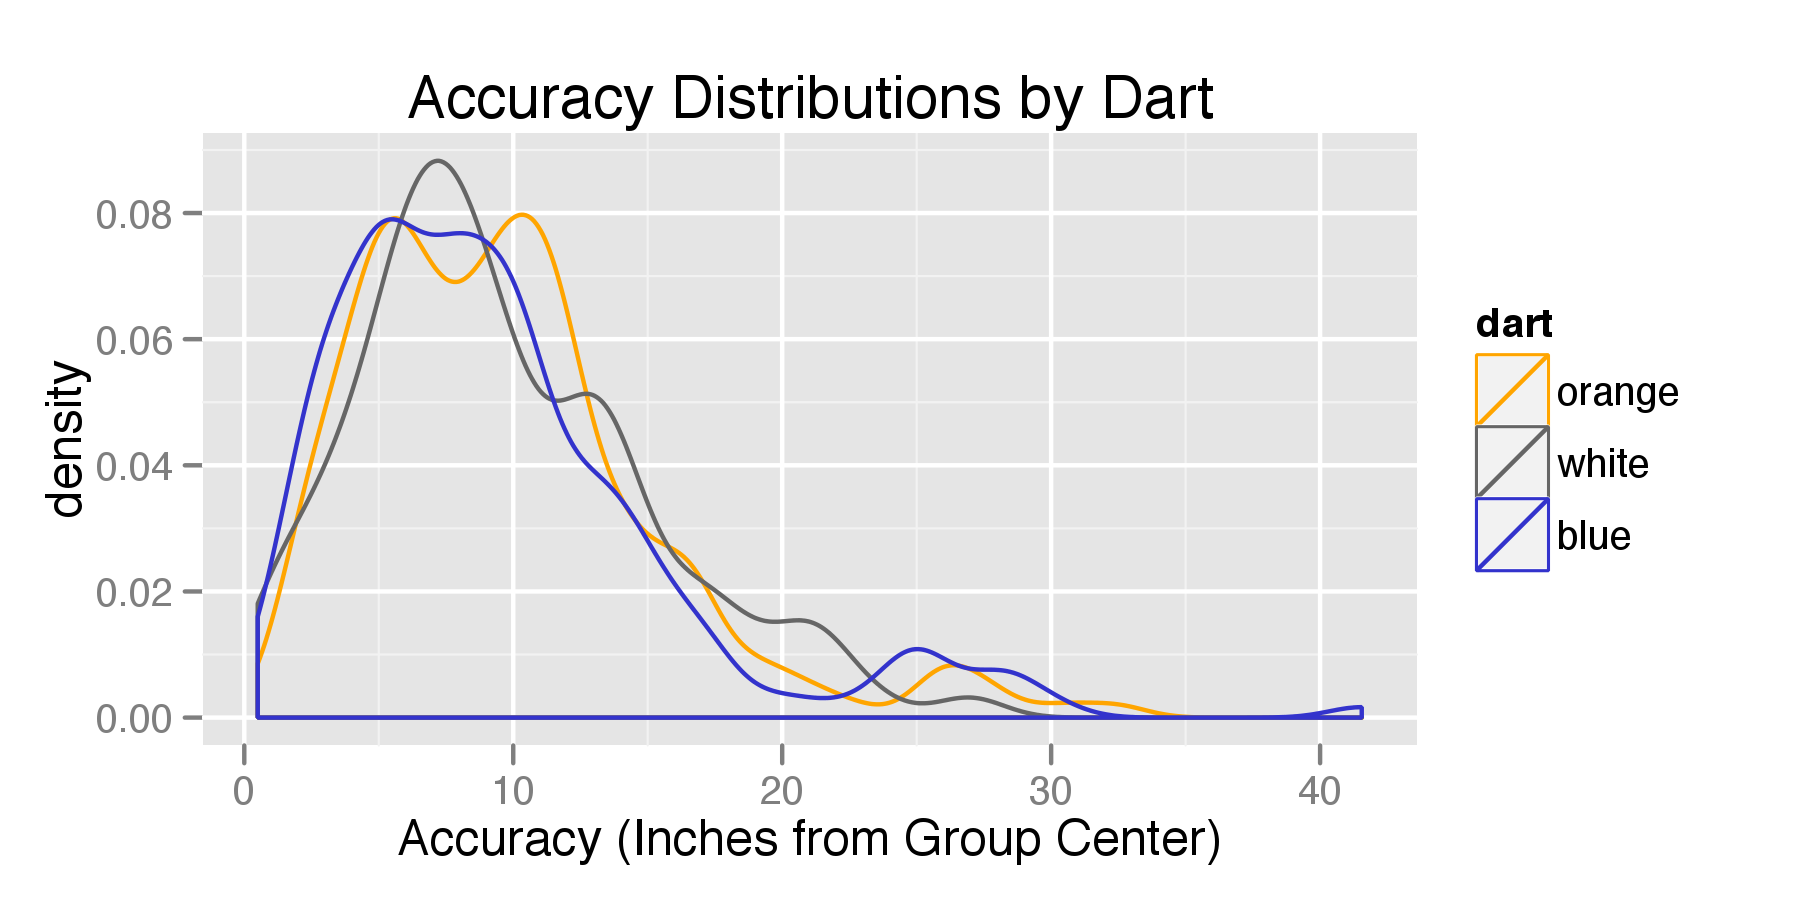 Accuracy Distributions by Dart
density
0.08
0.06
0.04
0.02
0.00
0 10 20 30 40
Accuracy (Inches from Group Center)
dart
orange
white
blue